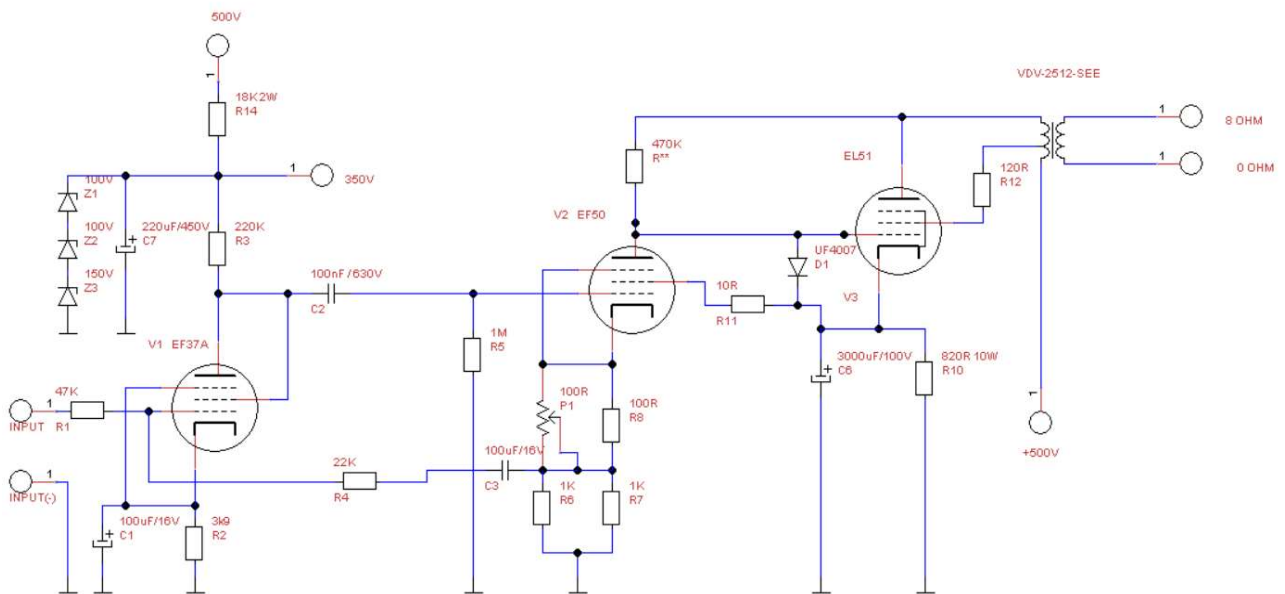 500V
1
18K2W
R14
VDV-2512-SEE
1
8 OHM
470K
R**
EL51
1
0 OHM
120R
R12
100V
Z1
1
350V
100V
Z2
220uF/450V
C7
220K
R3
V2 EF50
150V
Z3
100nF/630V
C2
UF4007
D1
10R
R11
V3
V1 EF37A
1M
R5
3000uF/100V
C6
820R 10W
R10
47K
1
INPUT R1
100R
P1
100R
R8
1
+500V
22K
R4
100uF/16V
C3
1
INPUT(-)
1K
R6
1K
R7
100uF/16V
C1
3k9
R2